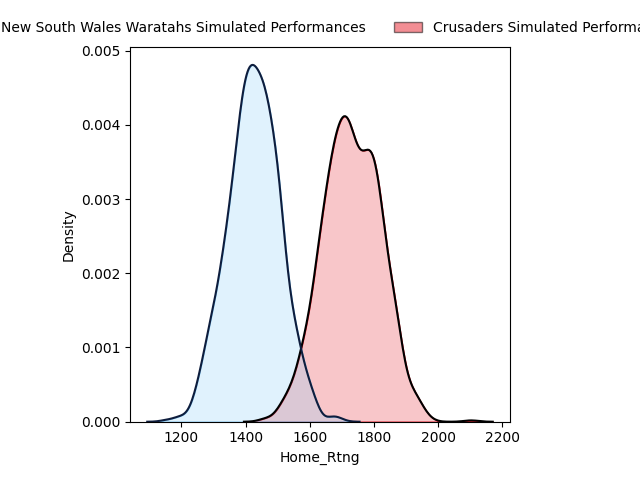 New South Wales Waratahs Simulated Performances
Crusaders Simulated Performa
0.005
0.004
0.003
0.002
0.001
0.000
Density
1200 1400 1600 1800 2000 2200
Home_Rtng